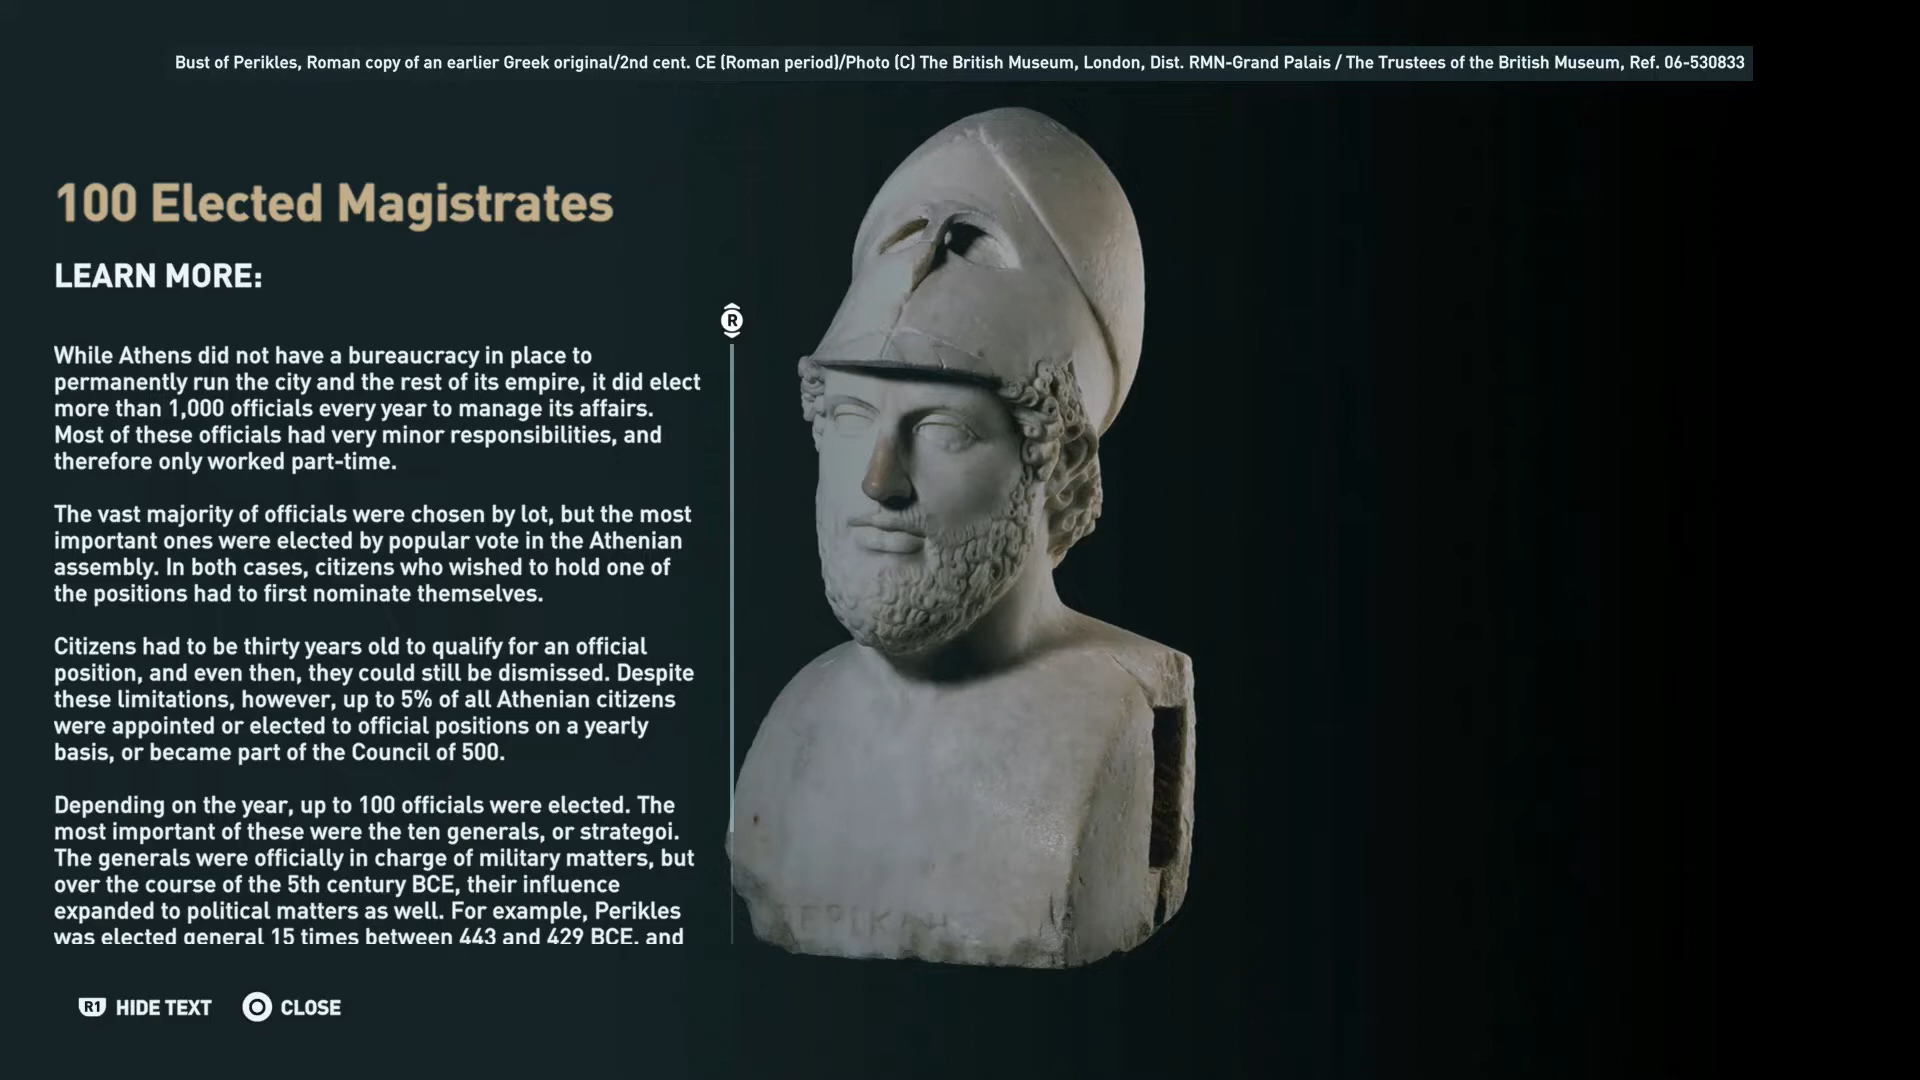 Bust of Perikles, Roman copy of an earlier Greek original/2nd cent. CE (Roman period)/Photo (C) The British Museum, London, Dist. RMN-Grand Palais / The Trustees of the British Museum, Ref. 06-530833
100 Elected Magistrates
LEARN MORE:
R
While Athens did not have a bureaucracy in place to
permanently run the city and the rest of its empire, it did elect
more than 1,000 officials every year to manage its affairs.
Most of these officials had very minor responsibilities, and
therefore only worked part-time.
The vast majority of officials were chosen by lot, but the most
important ones were elected by popular vote in the Athenian
assembly. In both cases, citizens who wished to hold one of
the positions had to first nominate themselves.
Citizens had to be thirty years old to qualify for an official
position, and even then, they could still be dismissed. Despite
these limitations, however, up to 5% of all Athenian citizens
were appointed or elected to official positions on a yearly
basis, or became part of the Council of 500.
Depending on the year, up to 100 officials were elected. The
most important of these were the ten generals, or strategoi.
The generals were officially in charge of military matters, but
over the course of the 5th century BCE, their influence
expanded to political matters as well. For example, Perikles
was elected general 15 times between 443 and 429 BCE, and
R1 HIDE TEXT CLOSE